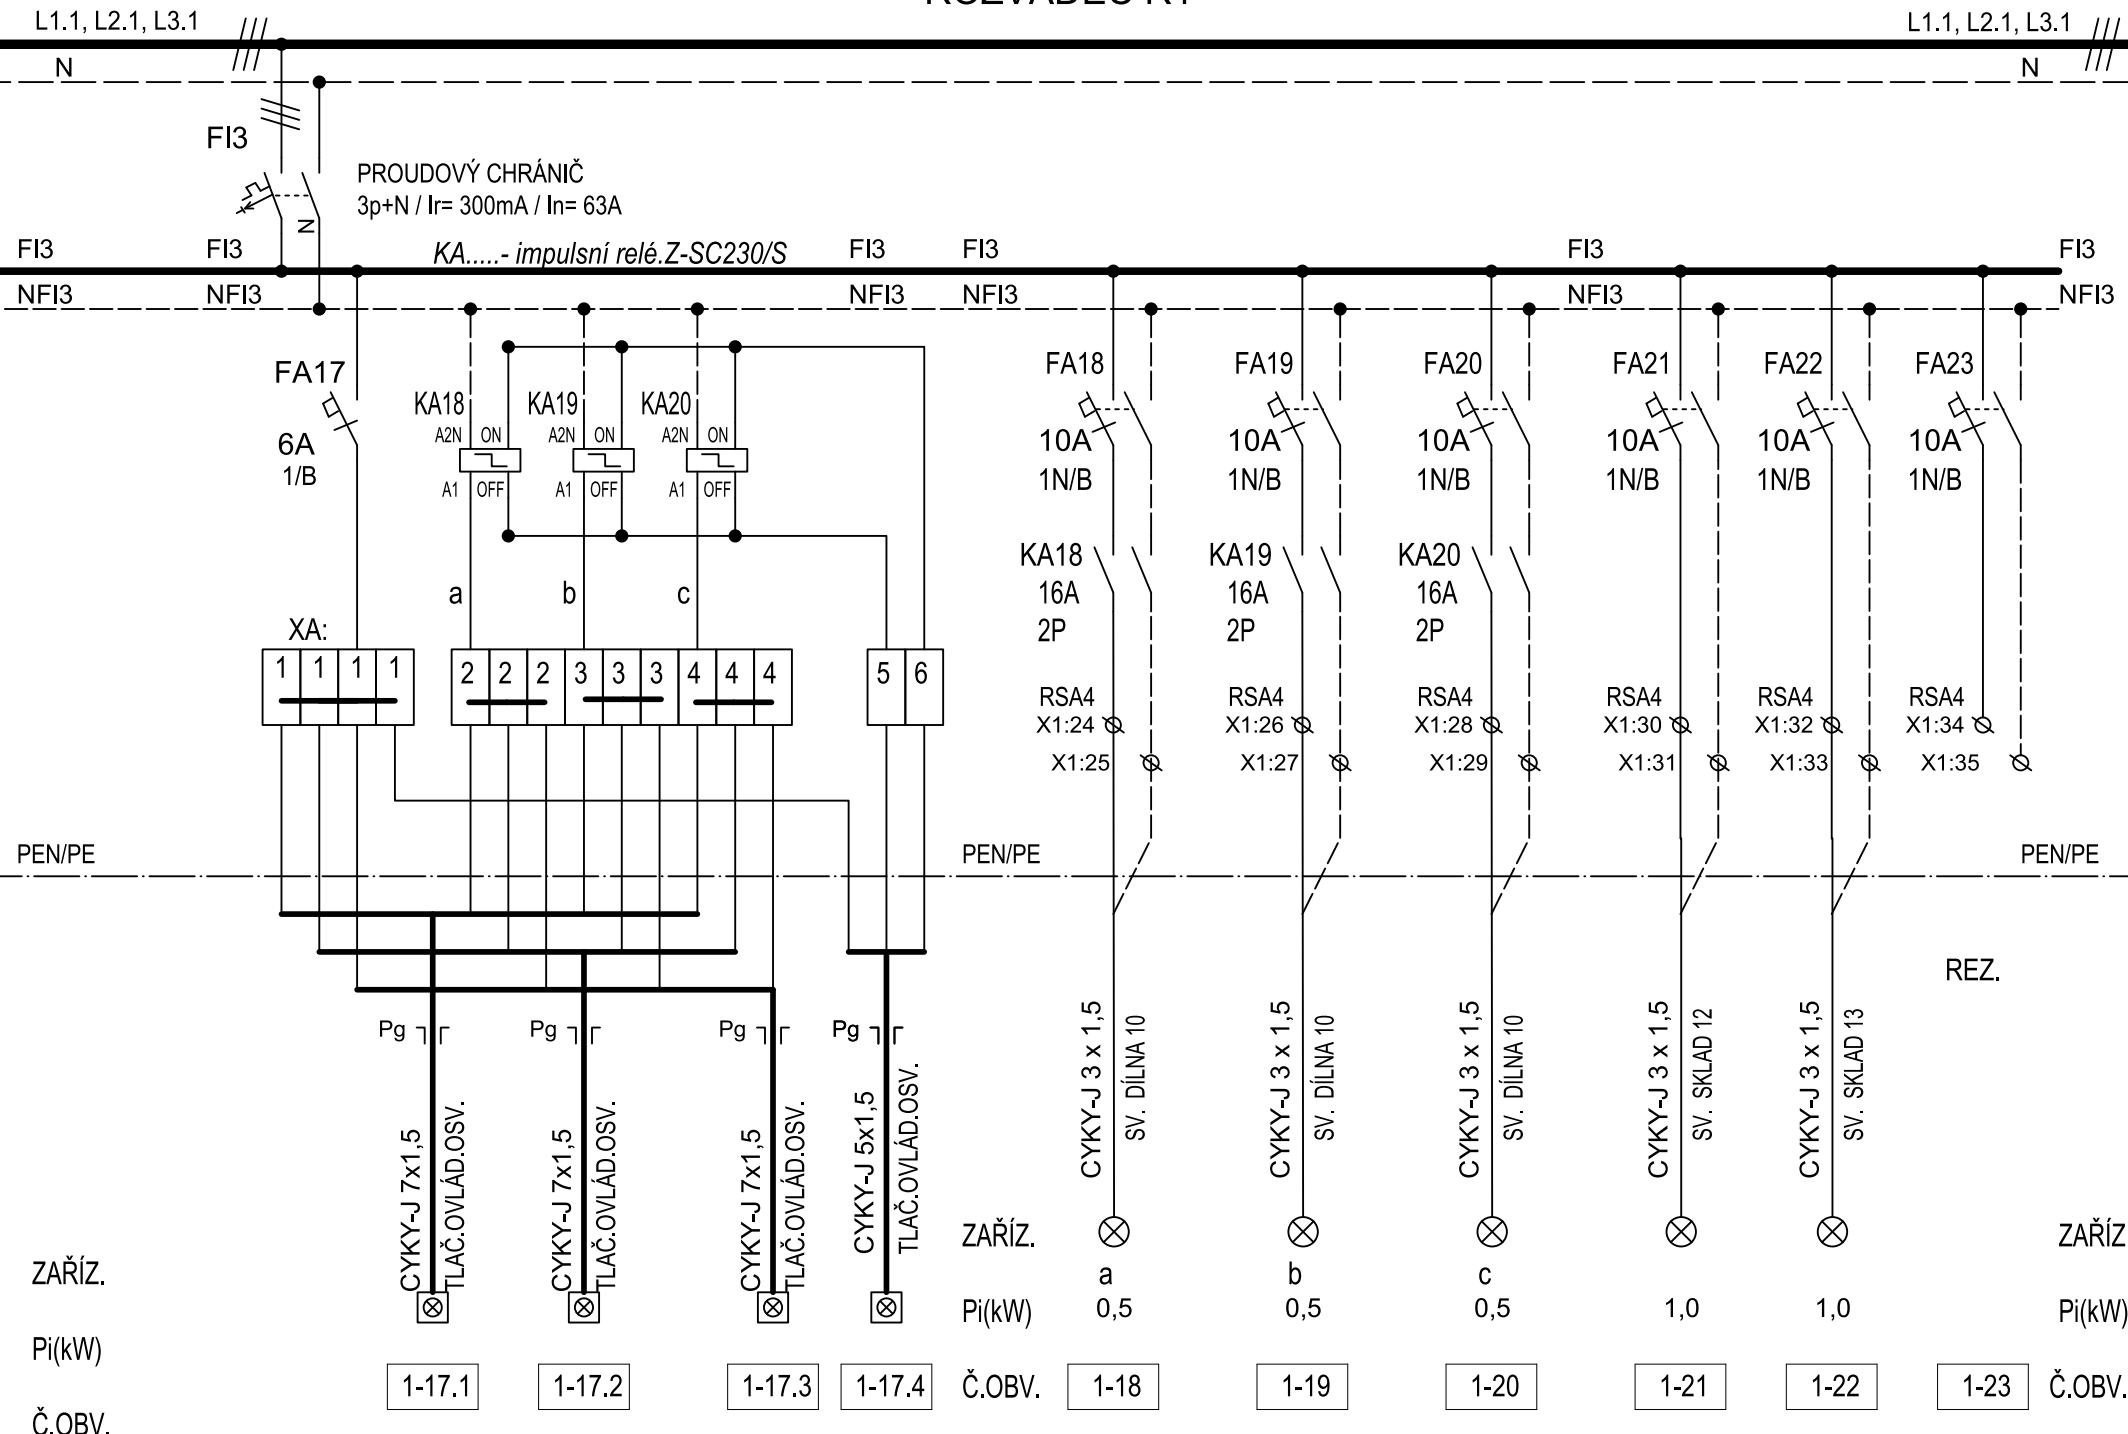 ROZVADĚČ R1
L1.1, L2.1, L3.1
L1.1, L2.1, L3.1
N
N
FI3
PROUDOVÝ CHRÁNIČ
3p+N / Ir= 300mA / In= 63A
N
FI3 FI3 KA.....- impulsní relé.Z-SC230/S FI3 FI3 FI3 FI3
NFI3 NFI3 NFI3 NFI3 NFI3 NFI3
FA17
6A
1/B
KA18 KA19 KA20
A2N ON A2N ON A2N ON
A1 OFF A1 OFF A1 OFF
a b c
XA:
1 1 1 1 2 2 2 3 3 3 4 4 4 5 6
FA18 FA19 FA20 FA21 FA22 FA23
10A 10A 10A 10A 10A 10A
1N/B 1N/B 1N/B 1N/B 1N/B 1N/B
KA18 KA19 KA20
16A 16A 16A
2P 2P 2P
RSA4 RSA4 RSA4 RSA4 RSA4 RSA4
X1:24 X1:26 X1:28 X1:30 X1:32 X1:34
X1:25 X1:27 X1:29 X1:31 X1:33 X1:35
PEN/PE PEN/PE PEN/PE
REZ.
Pg Pg Pg Pg
CYKY-J 7x1,5
TLAČ.OVLÁD.OSV.
CYKY-J 7x1,5
TLAČ.OVLÁD.OSV.
CYKY-J 7x1,5
TLAČ.OVLÁD.OSV.
CYKY-J 5x1,5
TLAČ.OVLÁD.OSV.
CYKY-J 3 x 1,5
SV. DÍLNA 10
CYKY-J 3 x 1,5
SV. DÍLNA 10
CYKY-J 3 x 1,5
SV. DÍLNA 10
CYKY-J 3 x 1,5
SV. SKLAD 12
CYKY-J 3 x 1,5
SV. SKLAD 13
ZAŘÍZ. ZAŘÍZ. ZAŘÍZ
a b c
Pi(kW) Pi(kW) 0,5 0,5 0,5 1,0 1,0 Pi(kW)
Č.OBV. 1-17.1 1-17.2 1-17.3 1-17.4 Č.OBV. 1-18 1-19 1-20 1-21 1-22 1-23 Č.OBV.